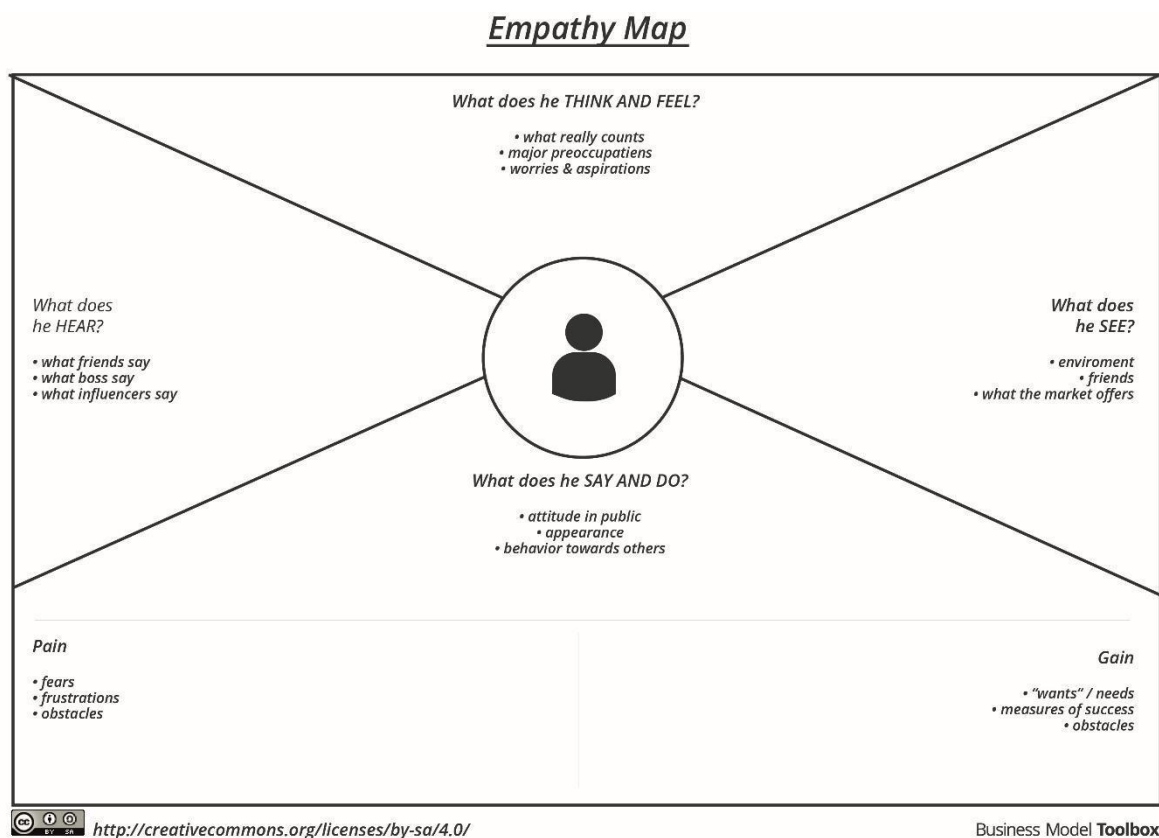 Empathy Map
What does he THINK AND FEEL?
• what really counts
• major preoccupatiens
• worries & aspirations
What does
he HEAR?
• what friends say
• what boss say
• what influencers say
What does
he SEE?
• enviroment
• friends
• what the market offers
What does he SAY AND DO?
• attitude in public
• appearance
• behavior towards others
Pain
• fears
• frustrations
• obstacles
Gain
• “wants” / needs
• measures of success
• obstacles
cc BY SA
http://creativecommons.org/licenses/by-sa/4.0/
Business Model Toolbox